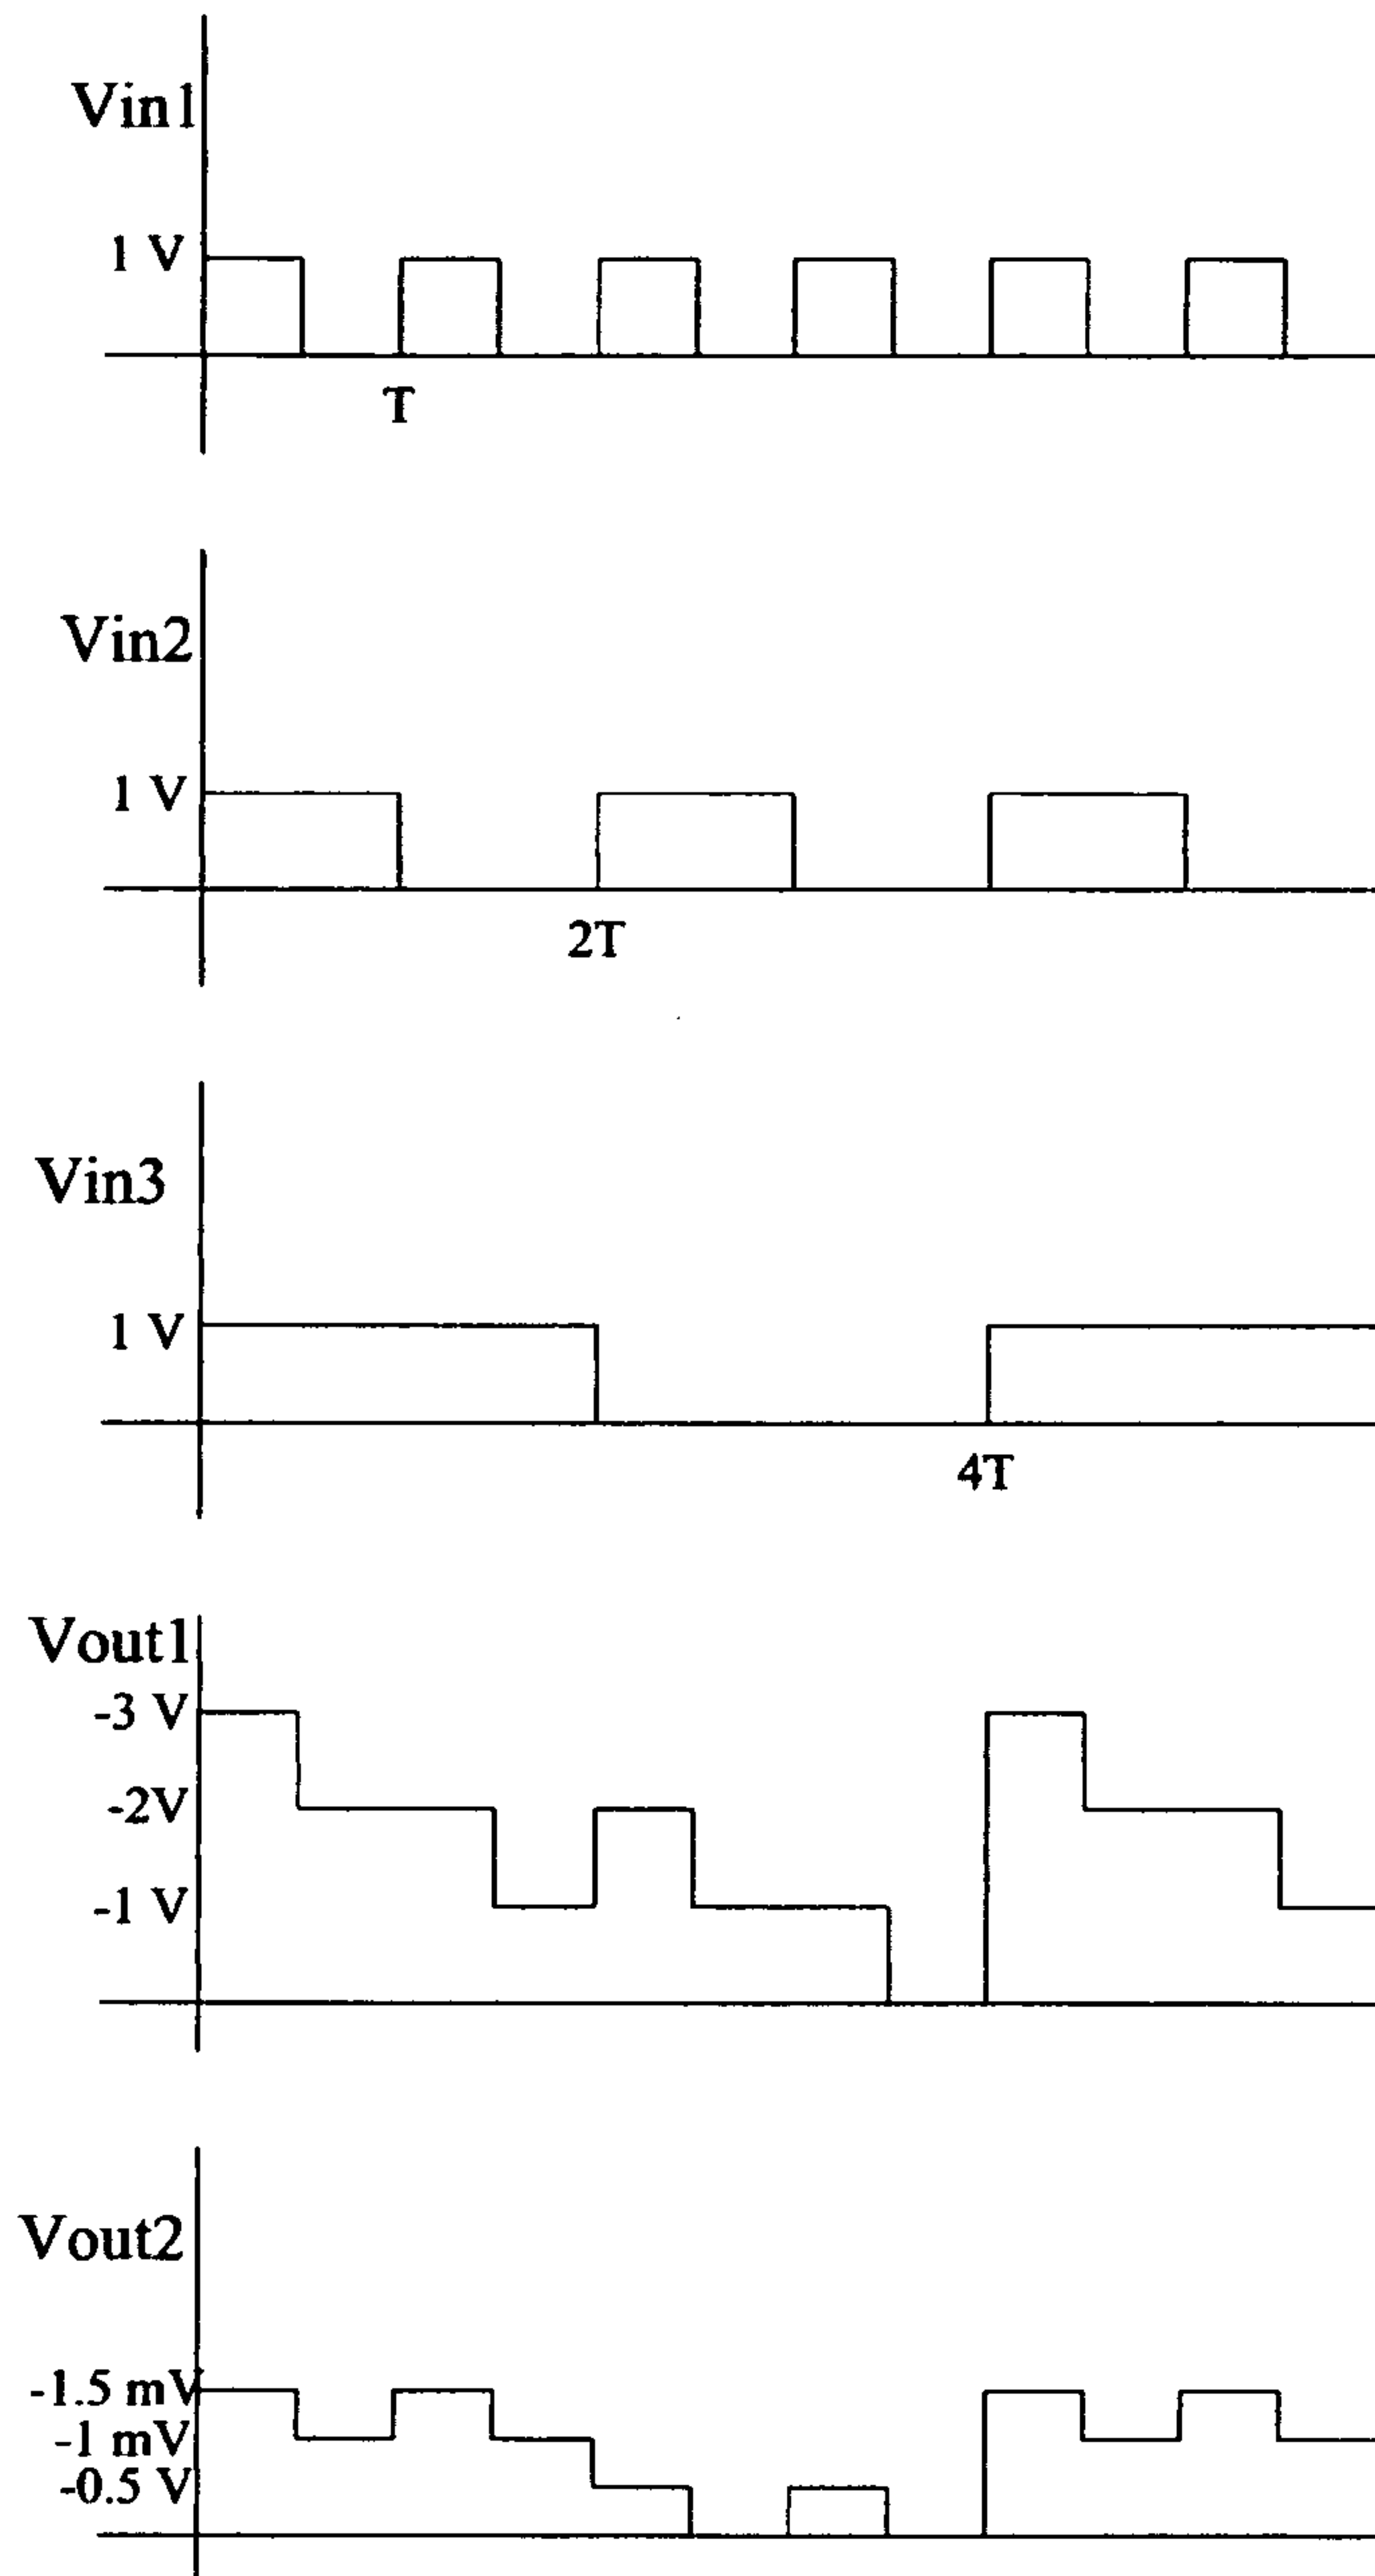 Vin1
1 V
T
Vin2
1 V
2T
Vin3
1 V
4T
Vout1
-3 V
-2V
-1 V
Vout2
-1.5 mV
-1 mV
-0.5 V